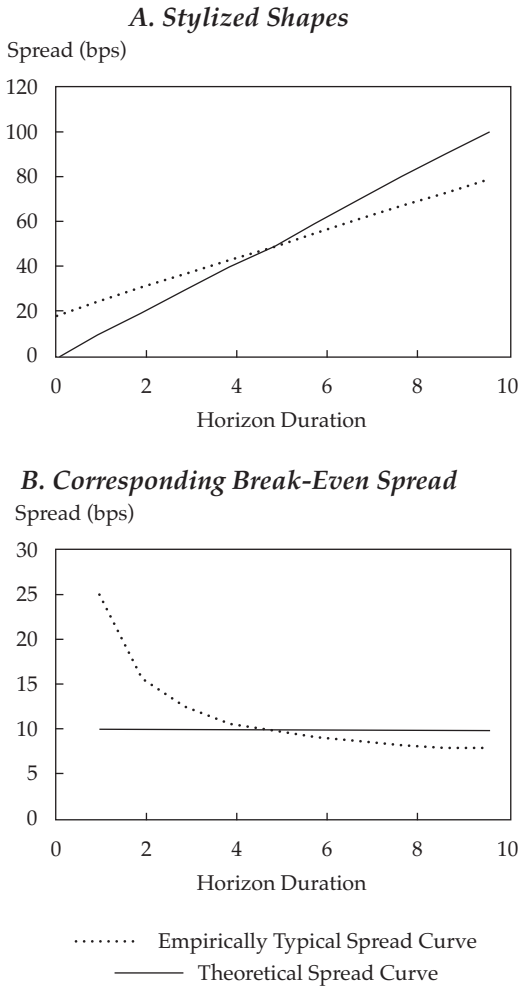 A. Stylized Shapes
Spread (bps)
120
100
80
60
40
20
0
0 2 4 6 8 10
Horizon Duration
B. Corresponding Break-Even Spread
Spread (bps)
30
25
20
15
10
5
0
0 2 4 6 8 10
Horizon Duration
Empirically Typical Spread Curve
Theoretical Spread Curve